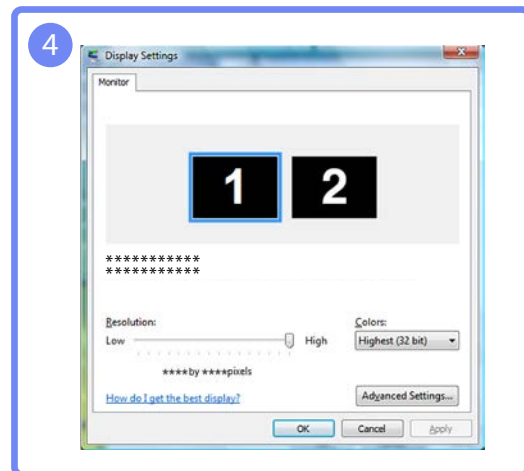 4
Display Settings
Monitor
1 2
***********
***********
Resolution:
Colors:
Low High Highest (32 bit)
****by ****pixels
How do I get the best display? Advanced Settings...
OK Cancel Apply